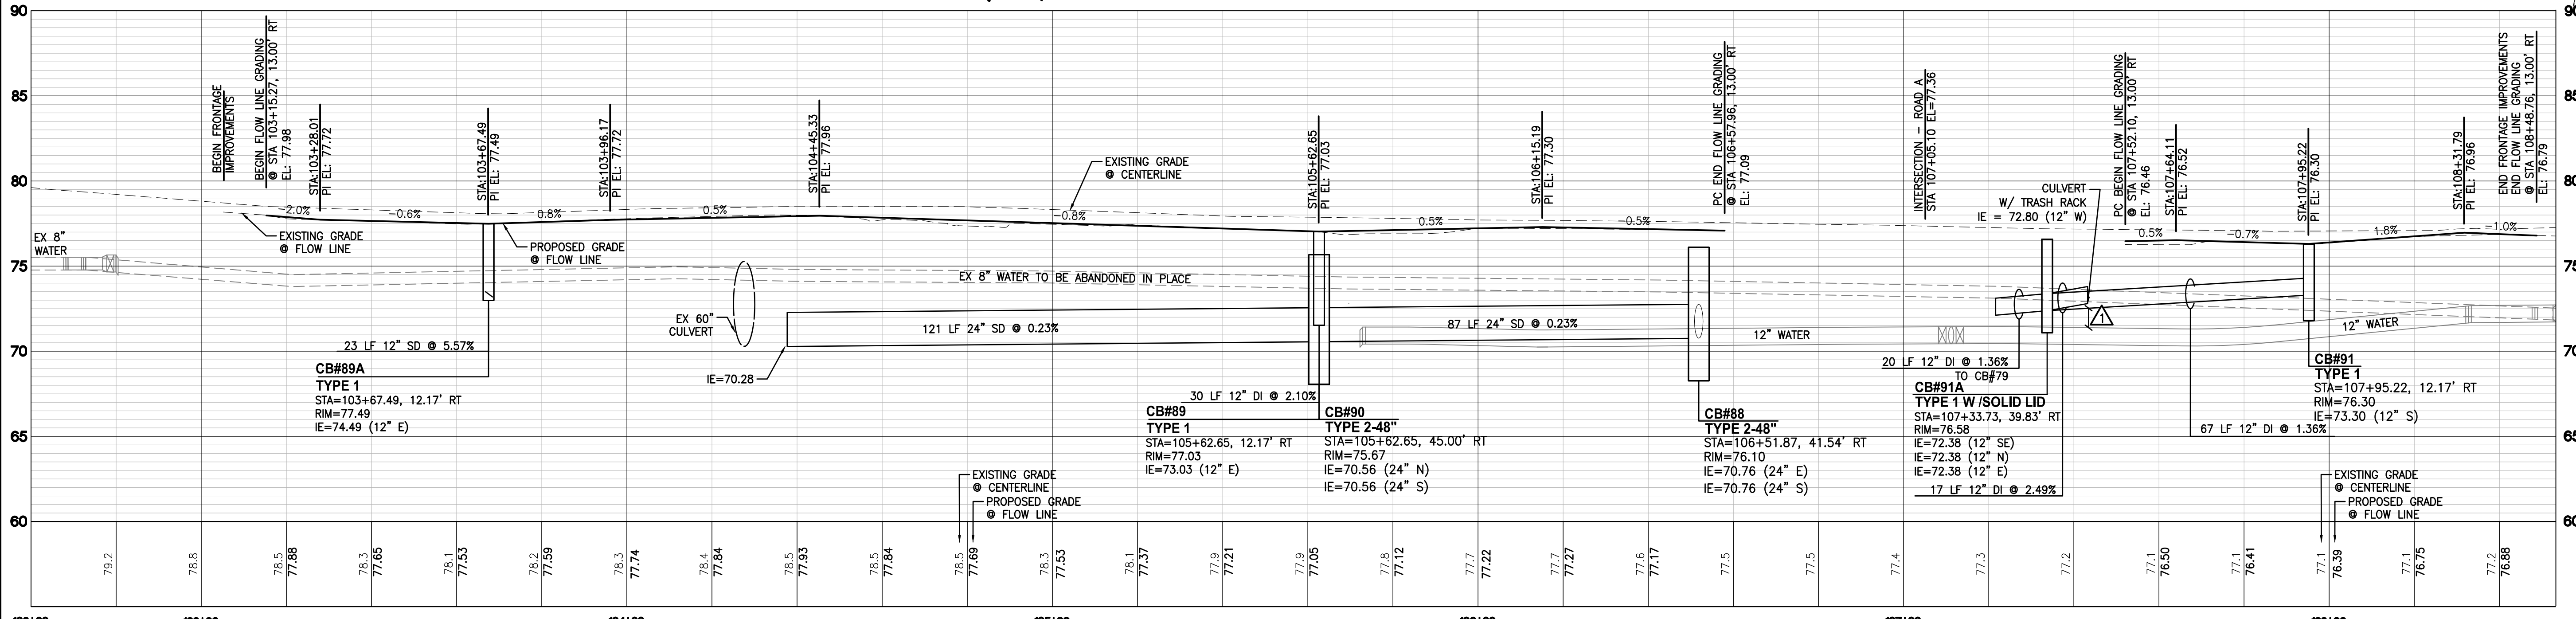 90
85
80
75
70
65
60
90
85
80
75
70
65
60
BEGIN FRONTAGE
IMPROVEMENTS
BEGIN FLOW LINE GRADING
@ STA 103+15.27, 13.00' RT
EL: 77.98
STA:103+28.01
PI EL: 77.72
STA:103+67.49
PI EL: 77.49
STA:103+96.17
PI EL: 77.72
STA:104+45.33
PI EL: 77.96
STA:105+62.65
PI EL: 77.03
STA:106+15.19
PI EL: 77.30
PC END FLOW LINE GRADING
@ STA 106+57.96, 13.00' RT
EL: 77.09
INTERSECTION - ROAD A
STA 107+05.10 EL=77.36
PC BEGIN FLOW LINE GRADING
@ STA 107+52.10, 13.00' RT
EL: 76.46
STA:107+64.11
PI EL: 76.52
STA:107+95.22
PI EL: 76.30
STA:108+31.79
PI EL: 76.96
END FRONTAGE IMPROVEMENTS
END FLOW LINE GRADING
@ STA 108+48.76, 13.00' RT
EL: 76.79
-2.0%
-0.6%
0.8%
0.5%
-0.8%
0.5%
-0.5%
0.5%
-0.7%
1.8%
-1.0%
EXISTING GRADE
@ CENTERLINE
EXISTING GRADE
@ FLOW LINE
PROPOSED GRADE
@ FLOW LINE
EX 8"
WATER
EX 8" WATER TO BE ABANDONED IN PLACE
EX 60"
CULVERT
CULVERT
W/ TRASH RACK
IE = 72.80 (12" W)
1
121 LF 24" SD @ 0.23%
87 LF 24" SD @ 0.23%
12" WATER
12" WATER
23 LF 12" SD @ 5.57%
IE=70.28
CB#89A
TYPE 1
STA=103+67.49, 12.17' RT
RIM=77.49
IE=74.49 (12" E)
30 LF 12" DI @ 2.10%
CB#89
TYPE 1
STA=105+62.65, 12.17' RT
RIM=77.03
IE=73.03 (12" E)
CB#90
TYPE 2-48"
STA=105+62.65, 45.00' RT
RIM=75.67
IE=70.56 (24" N)
IE=70.56 (24" S)
CB#88
TYPE 2-48"
STA=106+51.87, 41.54' RT
RIM=76.10
IE=70.76 (24" E)
IE=70.76 (24" S)
20 LF 12" DI @ 1.36%
TO CB#79
CB#91A
TYPE 1 W /SOLID LID
STA=107+33.73, 39.83' RT
RIM=76.58
IE=72.38 (12" SE)
IE=72.38 (12" N)
IE=72.38 (12" E)
17 LF 12" DI @ 2.49%
67 LF 12" DI @ 1.36%
CB#91
TYPE 1
STA=107+95.22, 12.17' RT
RIM=76.30
IE=73.30 (12" S)
EXISTING GRADE
@ CENTERLINE
PROPOSED GRADE
@ FLOW LINE
EXISTING GRADE
@ CENTERLINE
PROPOSED GRADE
@ FLOW LINE
79.2
78.8
78.5
77.88
78.3
77.65
78.1
77.53
78.2
77.59
78.3
77.74
78.4
77.84
78.5
77.93
78.5
77.84
78.5
77.69
78.3
77.53
78.1
77.37
77.9
77.21
77.9
77.05
77.8
77.12
77.7
77.22
77.7
77.27
77.6
77.17
77.5
77.5
77.4
77.3
77.2
77.1
76.50
77.1
76.41
77.1
76.39
77.1
76.75
77.2
76.88